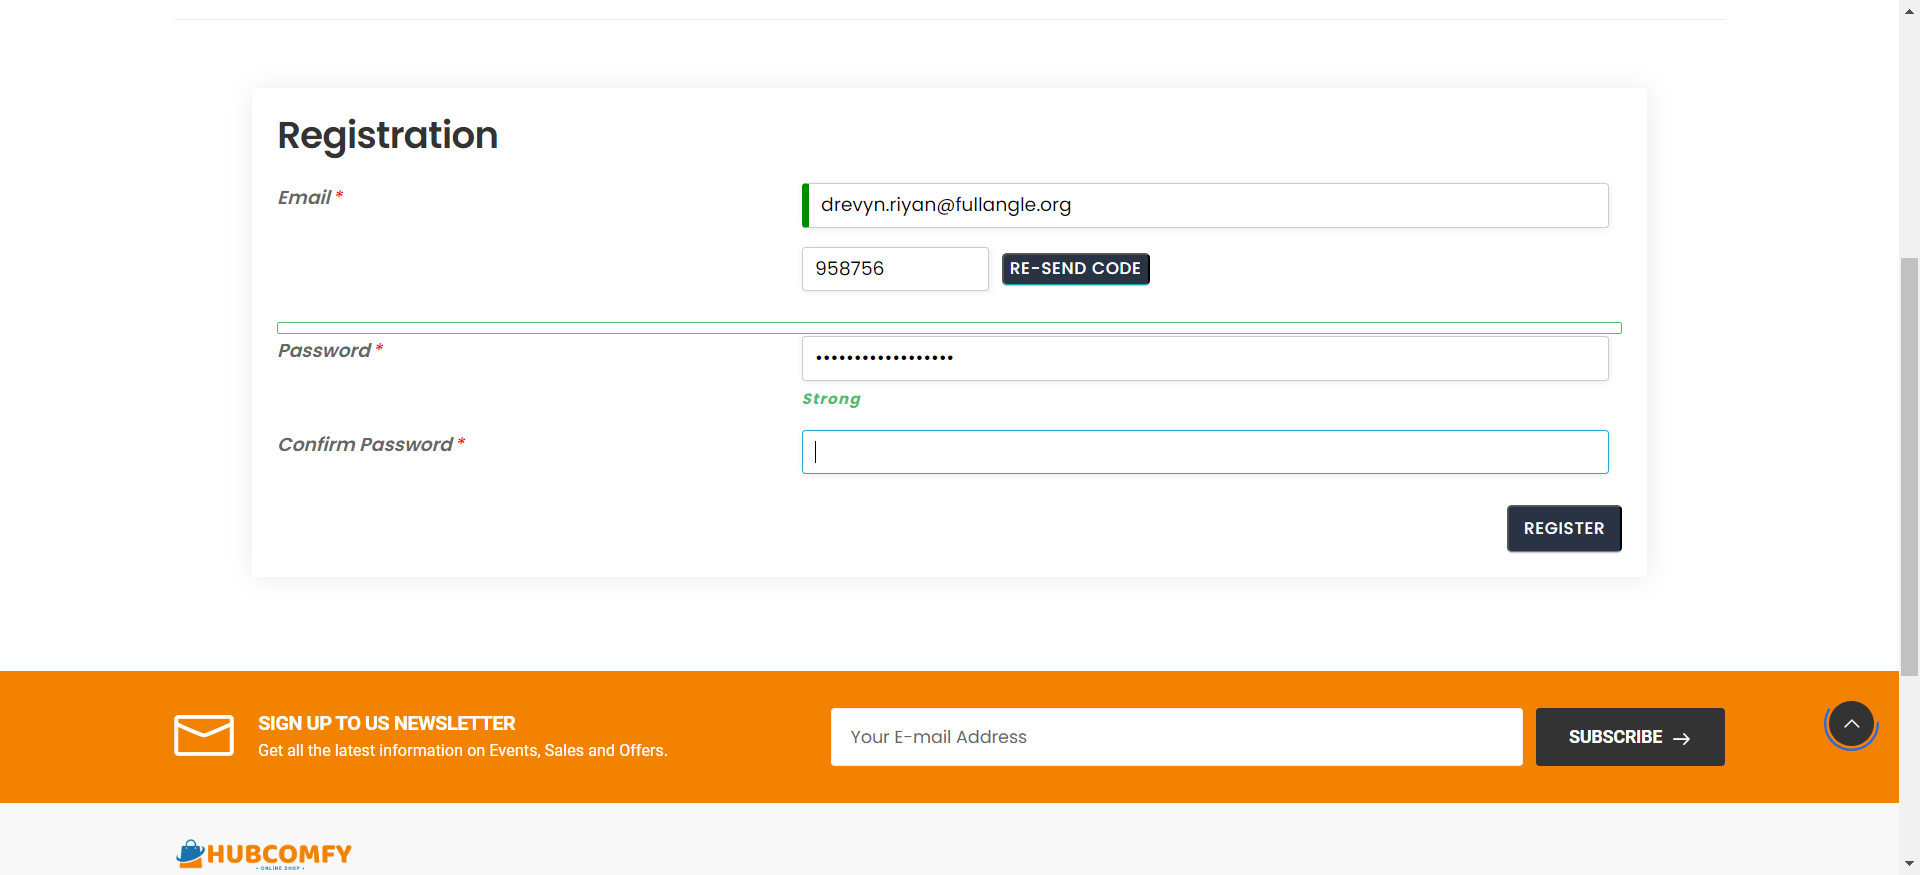 Registration
Email *
drevyn.riyan@fullangle.org
958756
RE-SEND CODE
Password *
••••••••••••••••••
Strong
Confirm Password *
REGISTER
SIGN UP TO US NEWSLETTER
Get all the latest information on Events, Sales and Offers.
Your E-mail Address
SUBSCRIBE →
HUBCOMFY
• ONLINE SHOP •